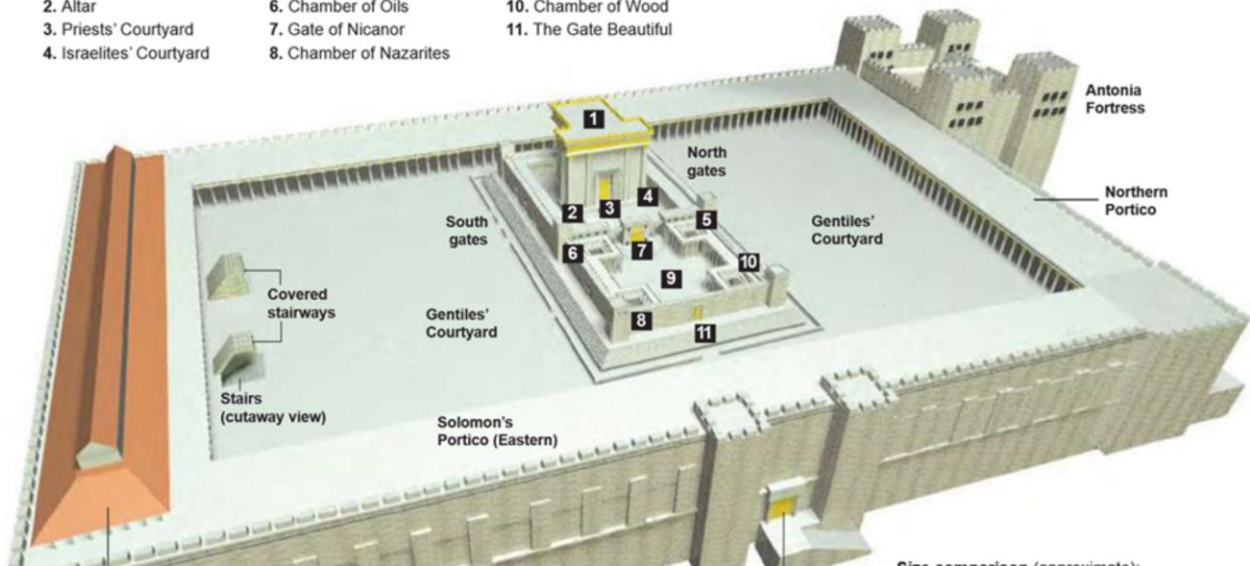 2. Altar
3. Priests' Courtyard
4. Israelites' Courtyard
6. Chamber of Oils
7. Gate of Nicanor
8. Chamber of Nazarites
10. Chamber of Wood
11. The Gate Beautiful
Antonia
Fortress
1
North
gates
Northern
Portico
4
2
3
5
South
gates
Gentiles'
Courtyard
7
6
10
9
Covered
stairways
Gentiles'
Courtyard
8
11
Stairs
(cutaway view)
Solomon's
Portico (Eastern)
Size comparison (approximate):